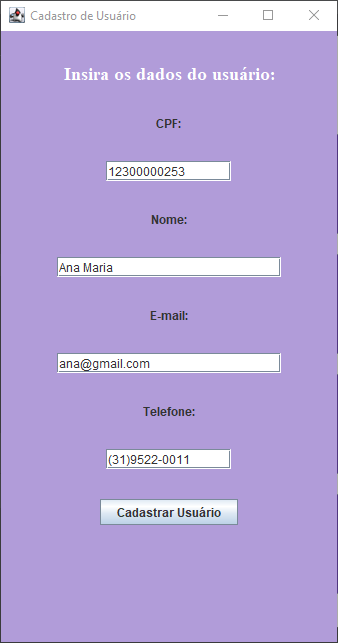 Cadastro de Usuário
Insira os dados do usuário:
CPF:
12300000253
Nome:
Ana Maria
E-mail:
ana@gmail.com
Telefone:
(31)9522-0011
Cadastrar Usuário